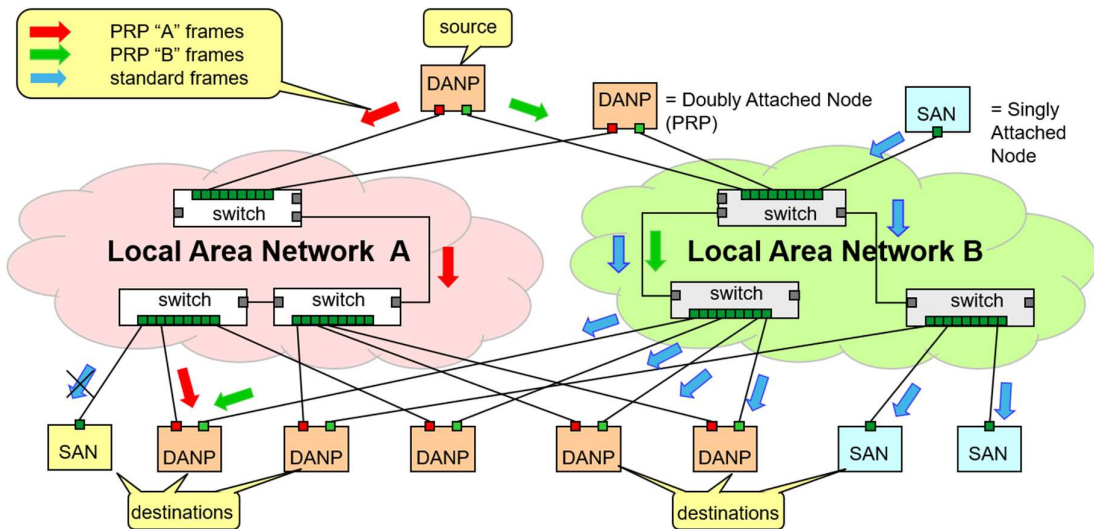 PRP “A” frames
PRP “B” frames
standard frames
source
DANP
DANP
= Doubly Attached Node
(PRP)
SAN
= Singly
Attached
Node
switch
switch
Local Area Network A
Local Area Network B
switch
switch
switch
switch
SAN
DANP
DANP
DANP
DANP
DANP
SAN
SAN
destinations
destinations